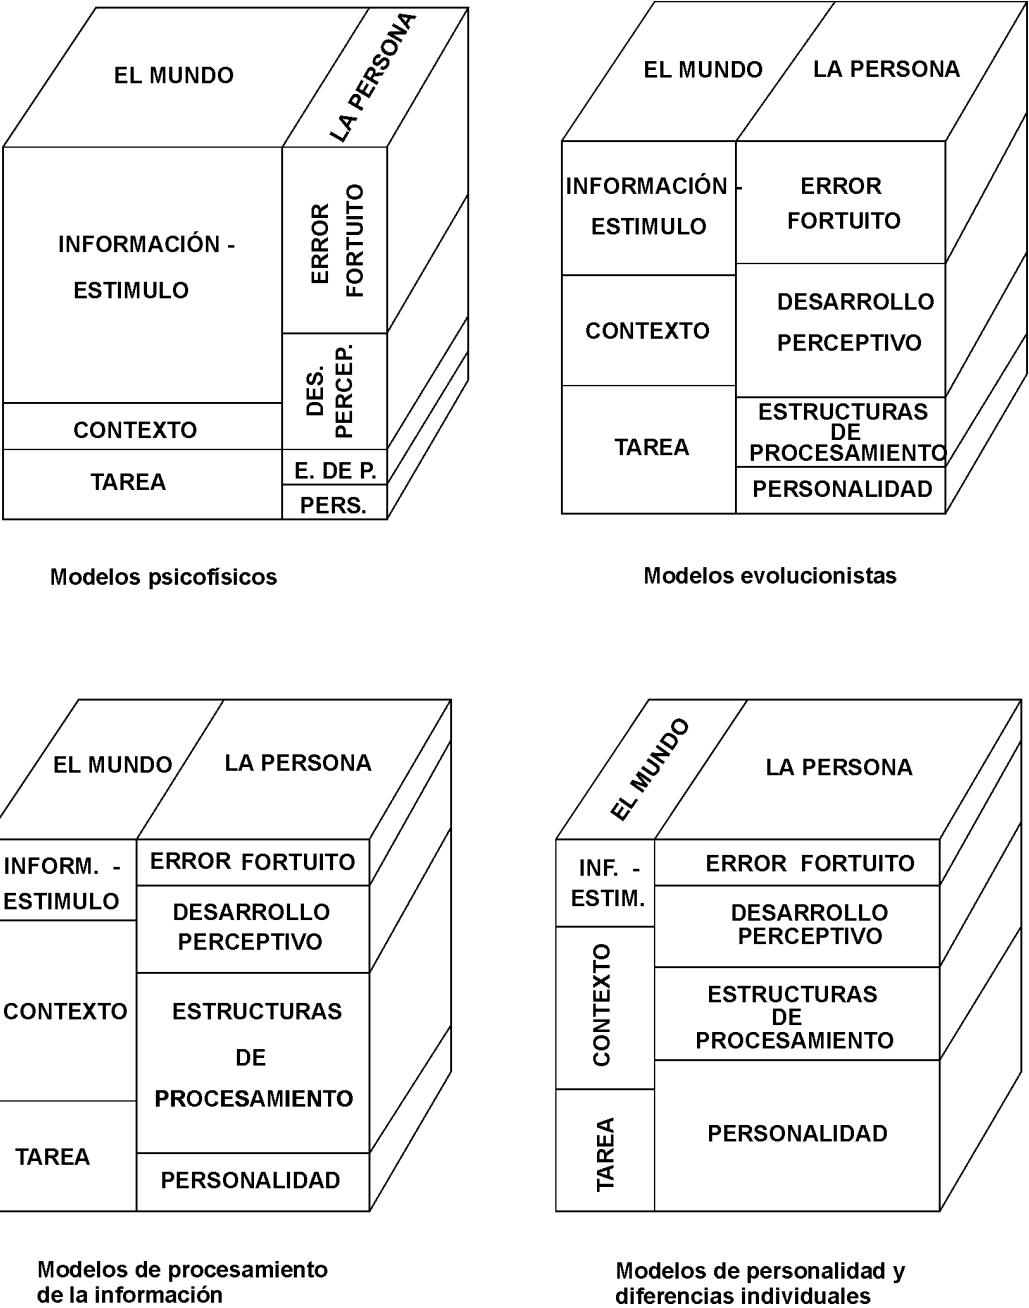 EL MUNDO
LA PERSONA
INFORMACIÓN -
ESTIMULO
CONTEXTO
TAREA
ERROR
FORTUITO
DES.
PERCEP.
E. DE P.
PERS.
Modelos psicofísicos
EL MUNDO
LA PERSONA
INFORMACIÓN -
ESTIMULO
CONTEXTO
TAREA
ERROR
FORTUITO
DESARROLLO
PERCEPTIVO
ESTRUCTURAS
DE
PROCESAMIENTO
PERSONALIDAD
Modelos evolucionistas
EL MUNDO
LA PERSONA
INFORM. -
ESTIMULO
CONTEXTO
TAREA
ERROR FORTUITO
DESARROLLO
PERCEPTIVO
ESTRUCTURAS
DE
PROCESAMIENTO
PERSONALIDAD
Modelos de procesamiento
de la información
EL MUNDO
LA PERSONA
INF. -
ESTIM.
CONTEXTO
TAREA
ERROR FORTUITO
DESARROLLO
PERCEPTIVO
ESTRUCTURAS
DE
PROCESAMIENTO
PERSONALIDAD
Modelos de personalidad y
diferencias individuales